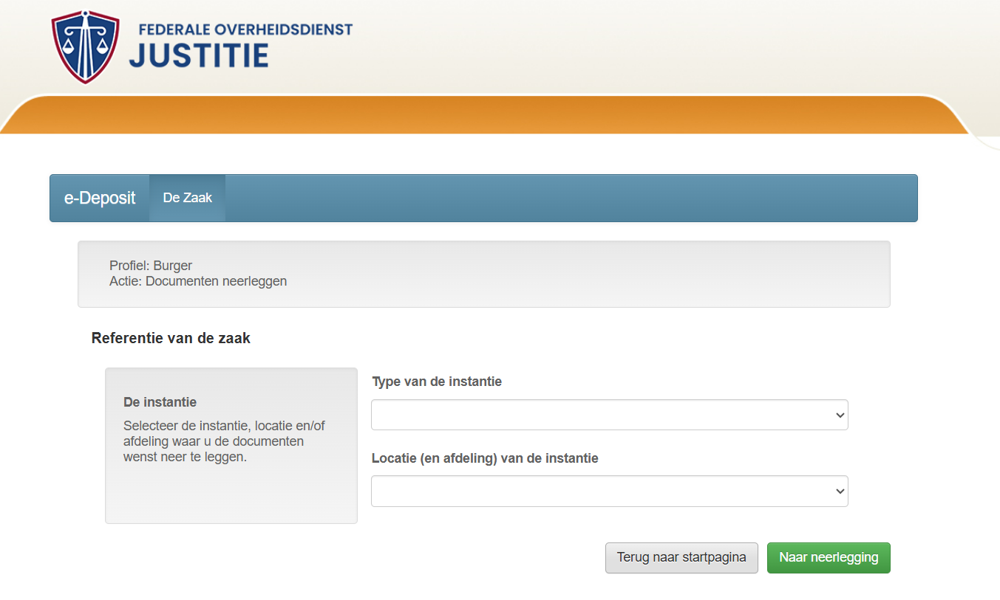 FEDERALE OVERHEIDSDIENST
JUSTITIE
e-Deposit
De Zaak
Profiel: Burger
Actie: Documenten neerleggen
Referentie van de zaak
De instantie
Selecteer de instantie, locatie en/of
afdeling waar u de documenten
wenst neer te leggen.
Type van de instantie
Locatie (en afdeling) van de instantie
Terug naar startpagina
Naar neerlegging